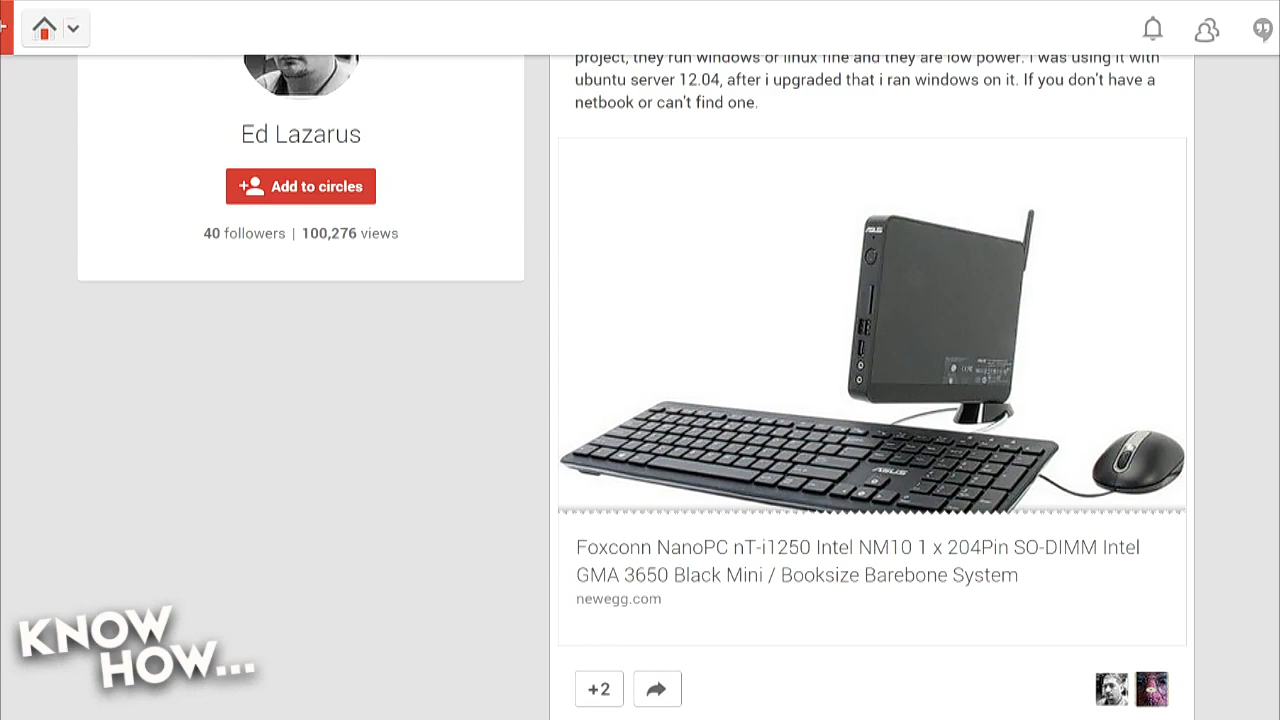 project, they run windows or linux fine and they are low power. i was using it with
ubuntu server 12.04, after i upgraded that i ran windows on it. If you don't have a
netbook or can't find one.
Ed Lazarus
Add to circles
40 followers | 100,276 views
ASUS
ASUS
Foxconn NanoPC nT-i1250 Intel NM10 1 x 204Pin SO-DIMM Intel
GMA 3650 Black Mini / Booksize Barebone System
newegg.com
+2
KNOW
HOW...